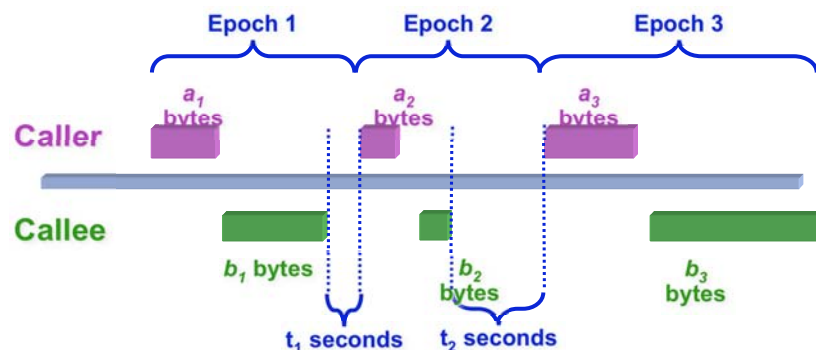 Epoch 1 Epoch 2 Epoch 3
a₁ a₂ a₃
bytes bytes bytes
Caller
Callee
b₁ bytes b₂ b₃
bytes bytes
t₁ seconds t₂ seconds